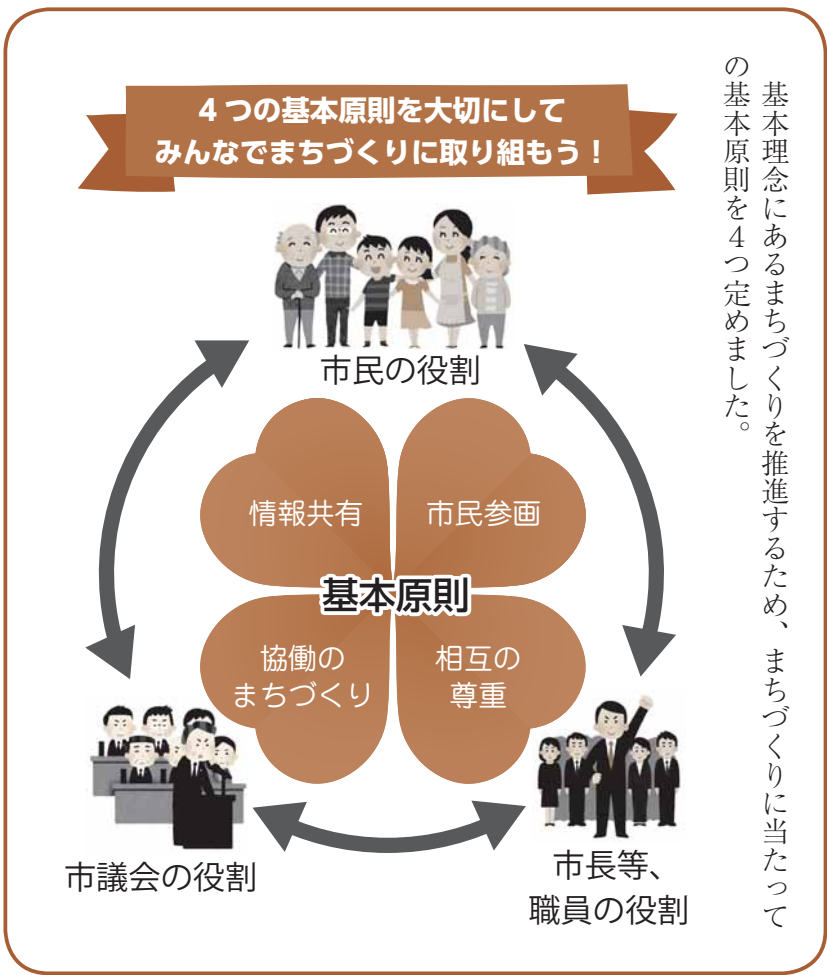 基本理念にあるまちづくりを推進するため、まちづくりに当たって
の基本原則を４つ定めました。
４つの基本原則を大切にして
みんなでまちづくりに取り組もう！
市民の役割
情報共有
市民参画
基本原則
協働の
まちづくり
相互の
尊重
市議会の役割
市長等、
職員の役割